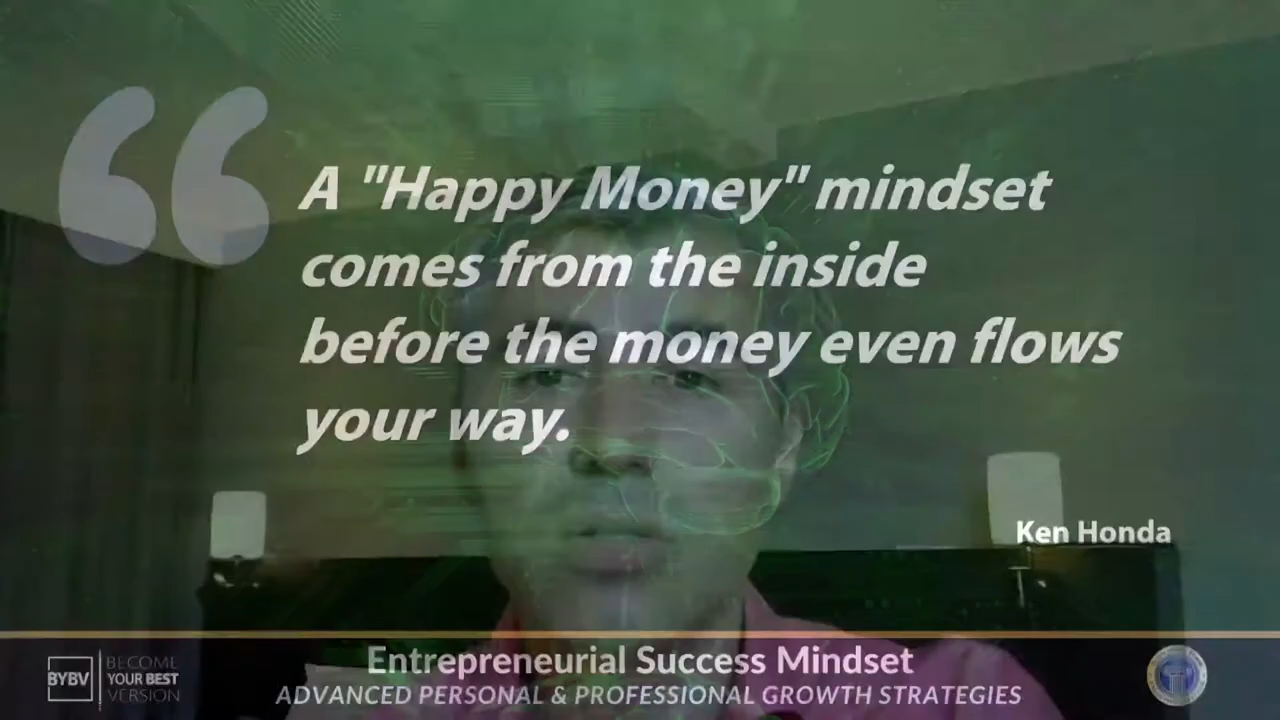 A "Happy Money" mindset
comes from the inside
before the money even flows
your way.
Ken Honda
Entrepreneurial Success Mindset
ADVANCED PERSONAL & PROFESSIONAL GROWTH STRATEGIES
BYBV
BECOME
YOUR BEST
VERSION